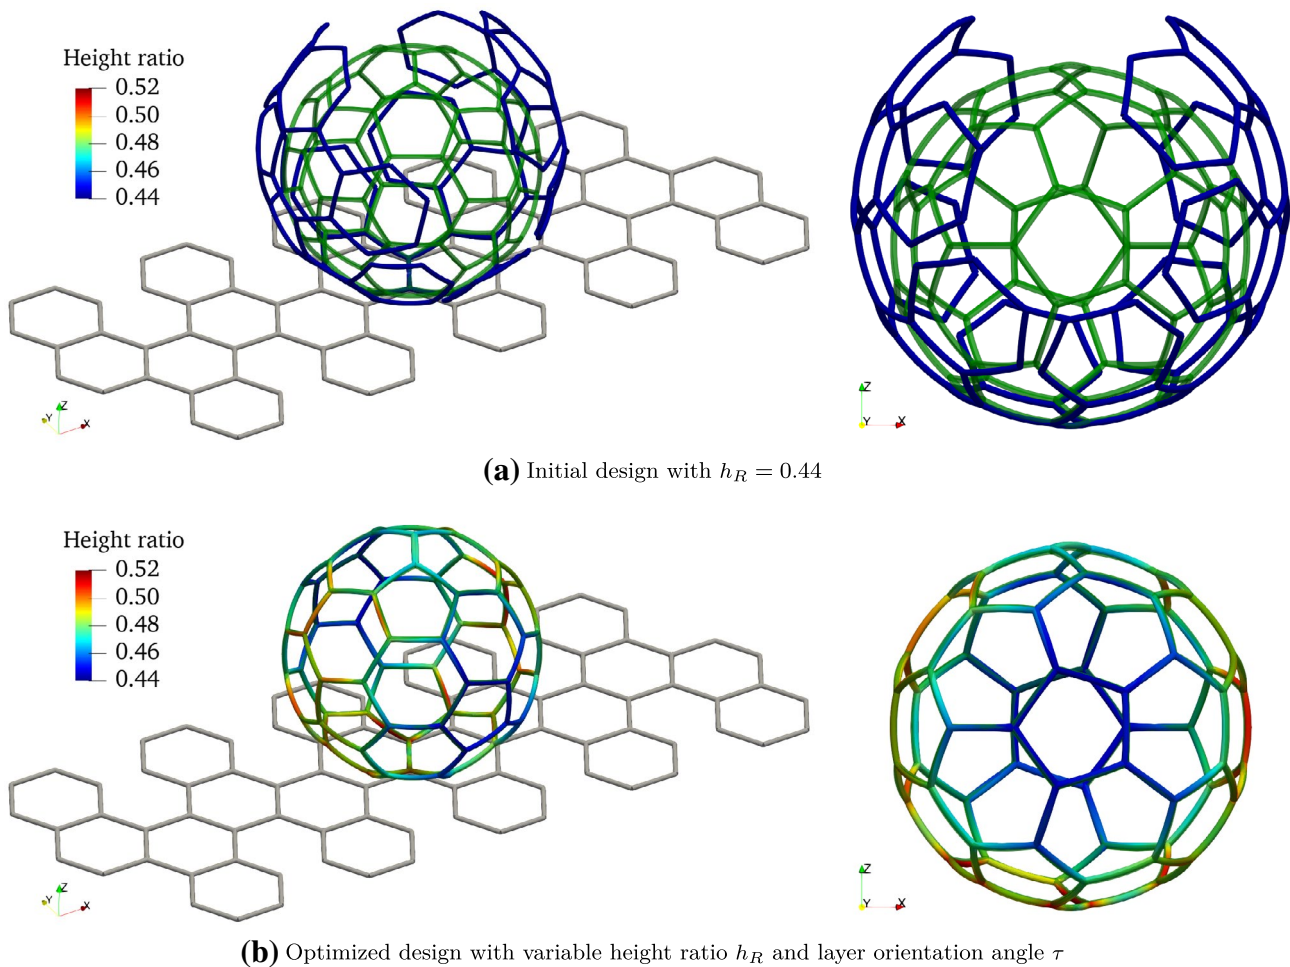 Height ratio
0.52
0.50
0.48
0.46
0.44
Z
Y
X
Z
Y
X
(a) Initial design with h_R = 0.44
Height ratio
0.52
0.50
0.48
0.46
0.44
Z
Y
X
Z
Y
X
(b) Optimized design with variable height ratio h_R and layer orientation angle τ